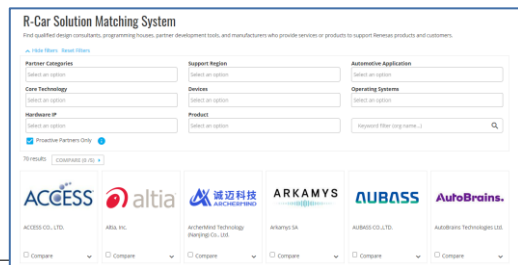 R-Car Solution Matching System
Find qualified design consultants, programming houses, partner development tools, and manufacturers who provide services or products to support Renesas products and customers.
Hide filters Reset filters
Partner Categories Support Region Automotive Application
Select an option Select an option Select an option
Core Technology Devices Operating Systems
Select an option Select an option Select an option
Hardware IP Product
Select an option Select an option Keyword filter (org name...)
Proactive Partners Only
70 results COMPARE (0 /6)
ACCESS altia 诚迈科技 ARCHERMIND ARKAMYS AUBASS AutoBrains.
ACCESS CO., LTD. Altia, Inc. ArcherMind Technology (Nanjing) Co., Ltd. Arkamys SA AUBASS CO.,LTD. AutoBrains Technologies Ltd.
Compare Compare Compare Compare Compare Compare